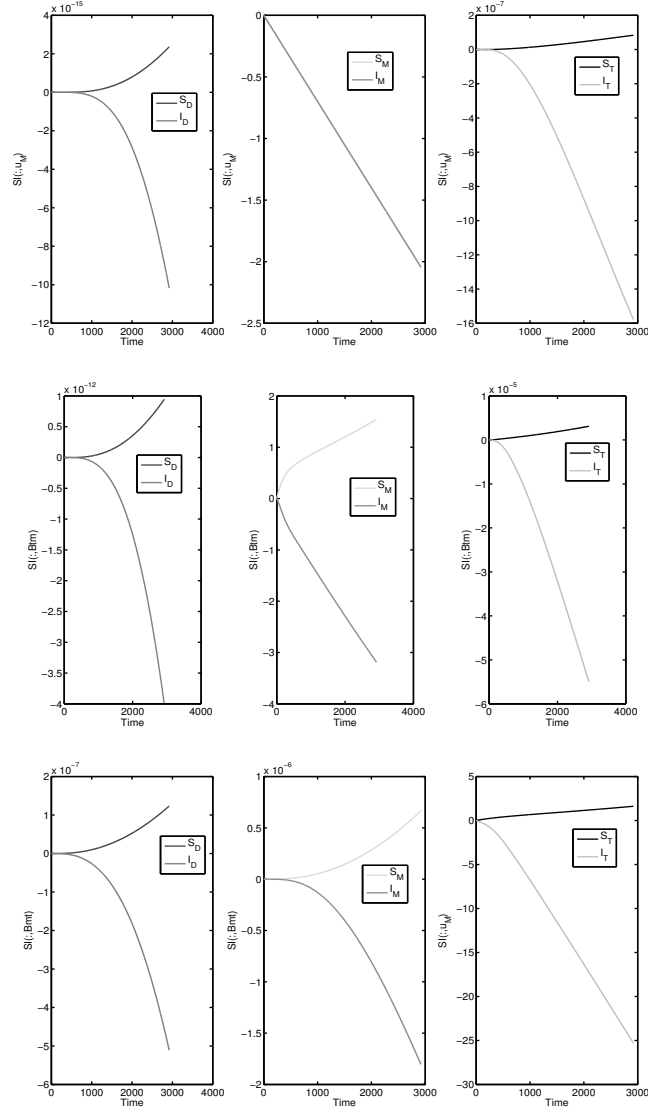 x 10⁻¹⁵
4
2
0
−2
−4
−6
−8
−10
−12
0 1000 2000 3000 4000
Time
SI(:,u_M)
S_D
I_D
0
−0.5
−1
−1.5
−2
−2.5
0 1000 2000 3000
Time
SI(:,u_M)
S_M
I_M
x 10⁻⁷
2
0
−2
−4
−6
−8
−10
−12
−14
−16
0 1000 2000 3000
Time
SI(:,u_M)
S_T
I_T
x 10⁻¹²
1
0.5
0
−0.5
−1
−1.5
−2
−2.5
−3
−3.5
−4
0 2000 4000
Time
SI(:,Btm)
S_D
I_D
2
1
0
−1
−2
−3
−4
0 2000 4000
Time
SI(:,Btm)
S_M
I_M
x 10⁻⁵
1
0
−1
−2
−3
−4
−5
−6
0 2000 4000
Time
SI(:,Btm)
S_T
I_T
x 10⁻⁷
2
1
0
−1
−2
−3
−4
−5
−6
0 1000 2000 3000 4000
Time
SI(:,Bmt)
S_D
I_D
x 10⁻⁶
1
0.5
0
−0.5
−1
−1.5
−2
0 1000 2000 3000
Time
SI(:,Bmt)
S_M
I_M
5
0
−5
−10
−15
−20
−25
−30
0 1000 2000 3000
Time
SI(:,u_M)
S_T
I_T